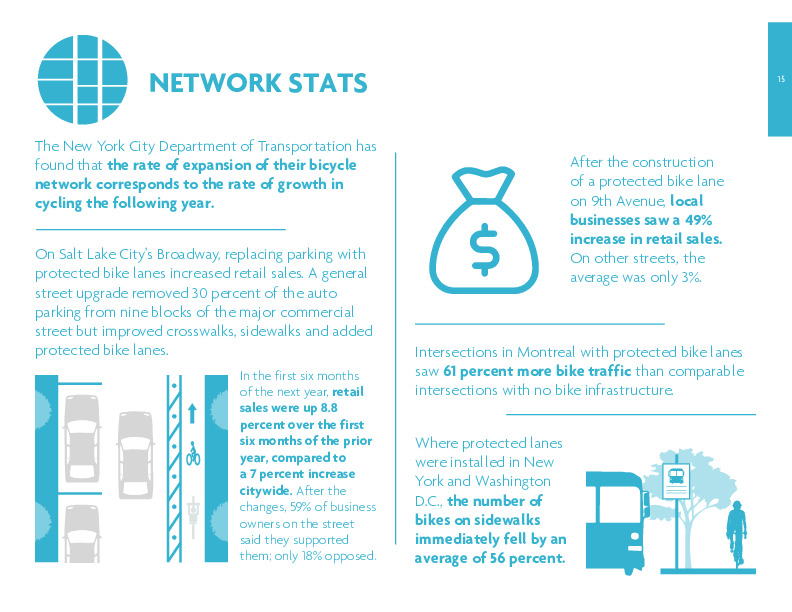 15
NETWORK STATS
The New York City Department of Transportation has
found that the rate of expansion of their bicycle
network corresponds to the rate of growth in
cycling the following year.
On Salt Lake City's Broadway, replacing parking with
protected bike lanes increased retail sales. A general
street upgrade removed 30 percent of the auto
parking from nine blocks of the major commercial
street but improved crosswalks, sidewalks and added
protected bike lanes.
In the first six months
of the next year, retail
sales were up 8.8
percent over the first
six months of the prior
year, compared to
a 7 percent increase
citywide. After the
changes, 59% of business
owners on the street
said they supported
them; only 18% opposed.
$
After the construction
of a protected bike lane
on 9th Avenue, local
businesses saw a 49%
increase in retail sales.
On other streets, the
average was only 3%.
Intersections in Montreal with protected bike lanes
saw 61 percent more bike traffic than comparable
intersections with no bike infrastructure.
Where protected lanes
were installed in New
York and Washington
D.C., the number of
bikes on sidewalks
immediately fell by an
average of 56 percent.